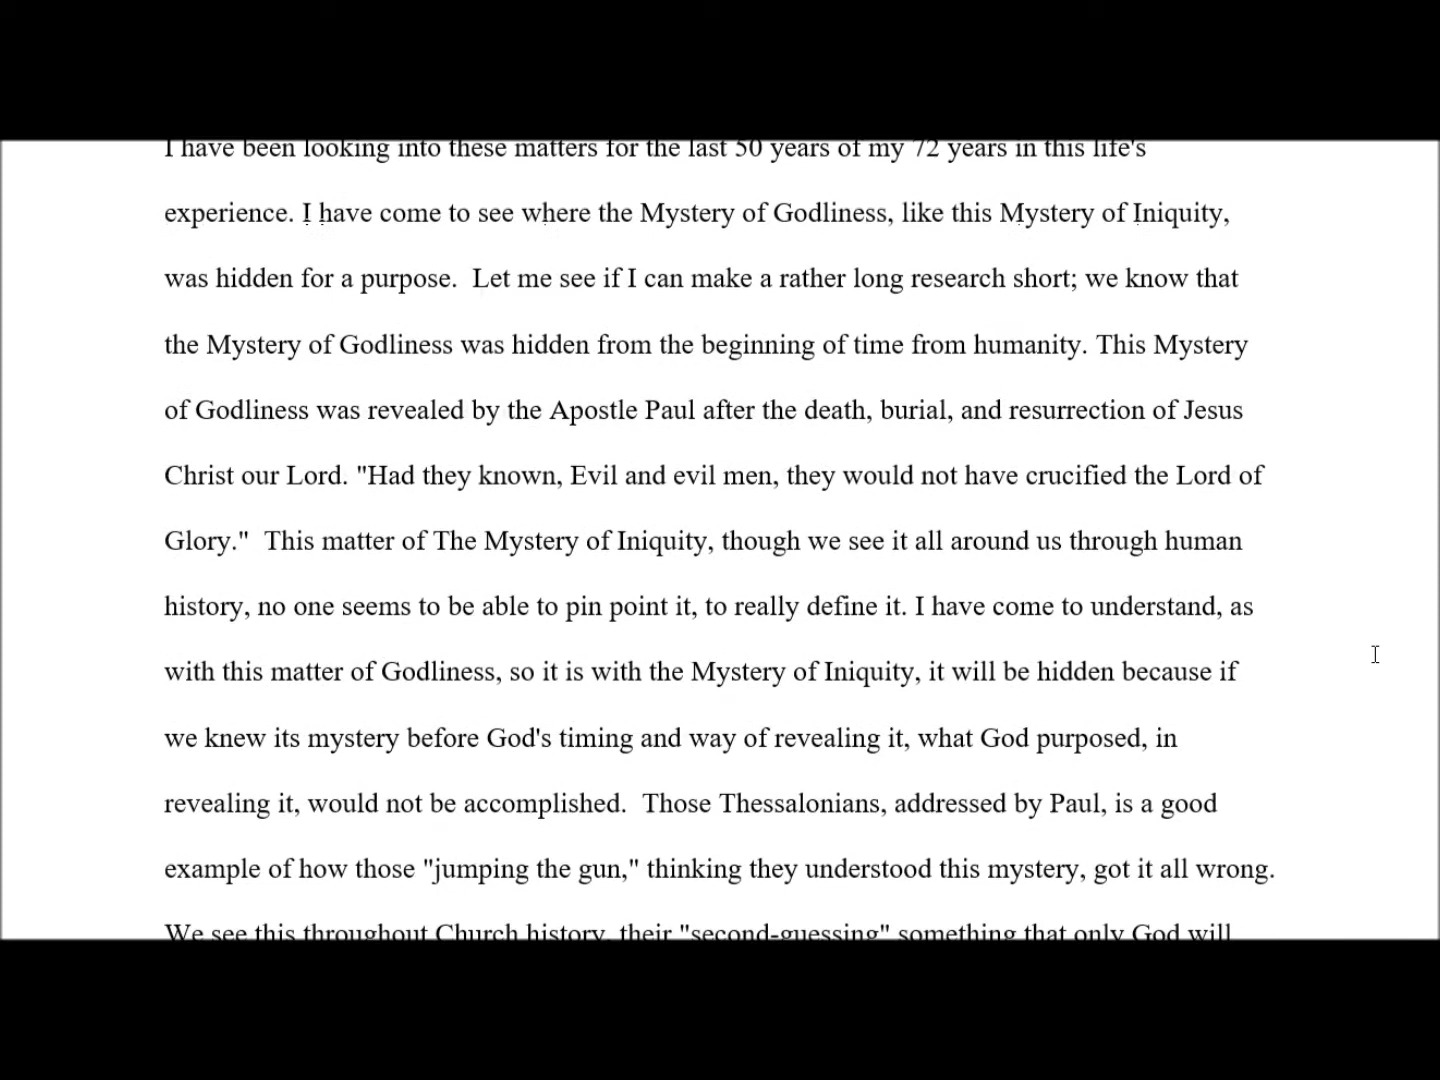 I have been looking into these matters for the last 50 years of my 72 years in this life's
experience. I have come to see where the Mystery of Godliness, like this Mystery of Iniquity,
was hidden for a purpose.  Let me see if I can make a rather long research short; we know that
the Mystery of Godliness was hidden from the beginning of time from humanity. This Mystery
of Godliness was revealed by the Apostle Paul after the death, burial, and resurrection of Jesus
Christ our Lord. "Had they known, Evil and evil men, they would not have crucified the Lord of
Glory."  This matter of The Mystery of Iniquity, though we see it all around us through human
history, no one seems to be able to pin point it, to really define it. I have come to understand, as
with this matter of Godliness, so it is with the Mystery of Iniquity, it will be hidden because if
we knew its mystery before God's timing and way of revealing it, what God purposed, in
revealing it, would not be accomplished.  Those Thessalonians, addressed by Paul, is a good
example of how those "jumping the gun," thinking they understood this mystery, got it all wrong.
We see this throughout Church history, their "second-guessing" something that only God will